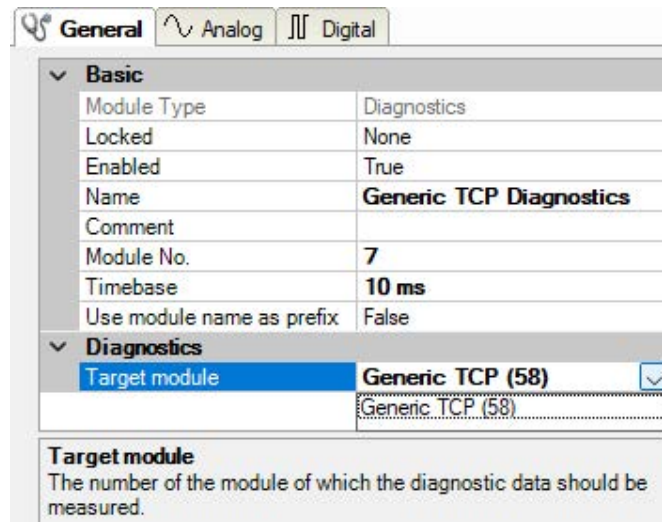 General Analog Digital
Basic
Module Type Diagnostics
Locked None
Enabled True
Name Generic TCP Diagnostics
Comment
Module No. 7
Timebase 10 ms
Use module name as prefix False
Diagnostics
Target module Generic TCP (58)
Generic TCP (58)
Target module
The number of the module of which the diagnostic data should be
measured.